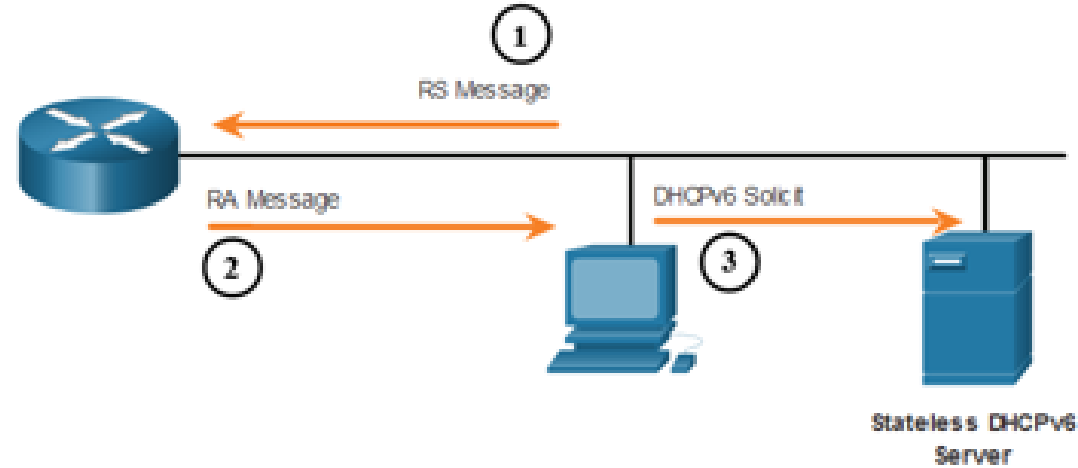 1
RS Message
RA Message
DHCPv6 Solicit
2
3
Stateless DHCPv6
Server